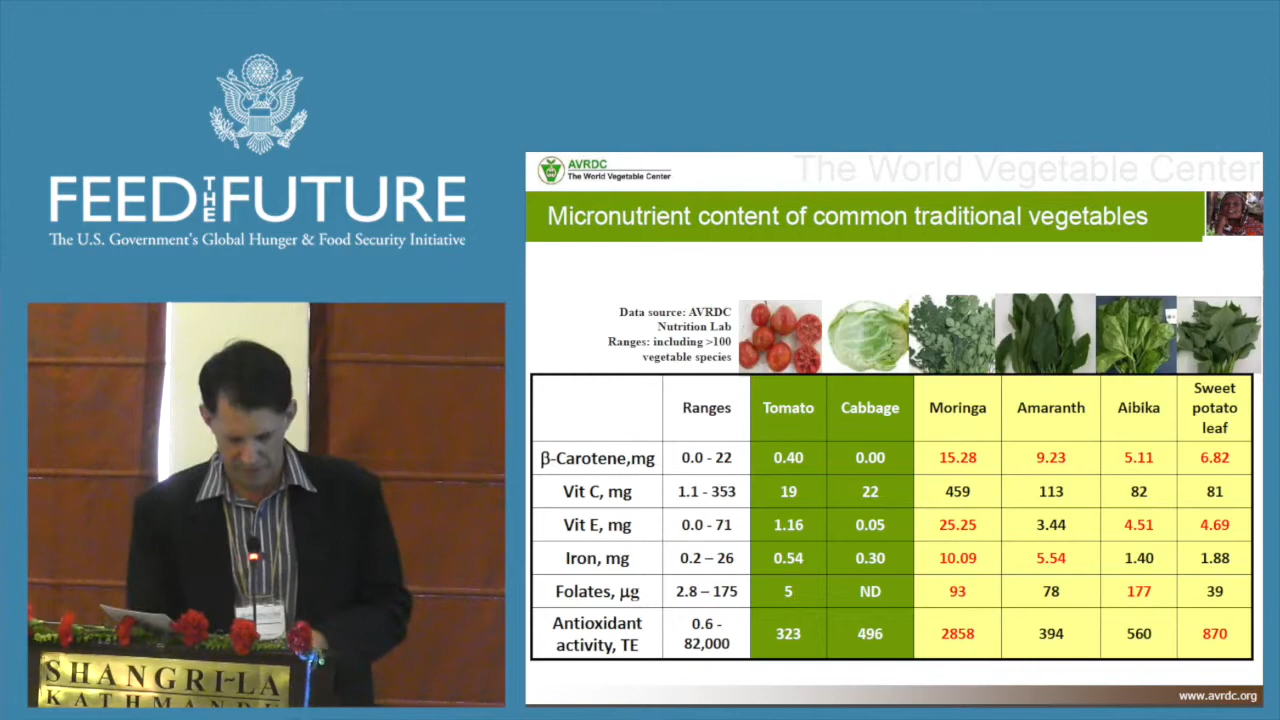 FEED THE FUTURE
The U.S. Government's Global Hunger & Food Security Initiative
AVRDC
The World Vegetable Center
The World Vegetable Center
Micronutrient content of common traditional vegetables
Data source: AVRDC
Nutrition Lab
Ranges: including >100
vegetable species
Ranges Tomato Cabbage Moringa Amaranth Aibika Sweet potato leaf
β-Carotene,mg 0.0 - 22 0.40 0.00 15.28 9.23 5.11 6.82
Vit C, mg 1.1 - 353 19 22 459 113 82 81
Vit E, mg 0.0 - 71 1.16 0.05 25.25 3.44 4.51 4.69
Iron, mg 0.2 – 26 0.54 0.30 10.09 5.54 1.40 1.88
Folates, µg 2.8 – 175 5 ND 93 78 177 39
Antioxidant activity, TE 0.6 - 82,000 323 496 2858 394 560 870
www.avrdc.org
SHANGRI~LA
KATHMANDU